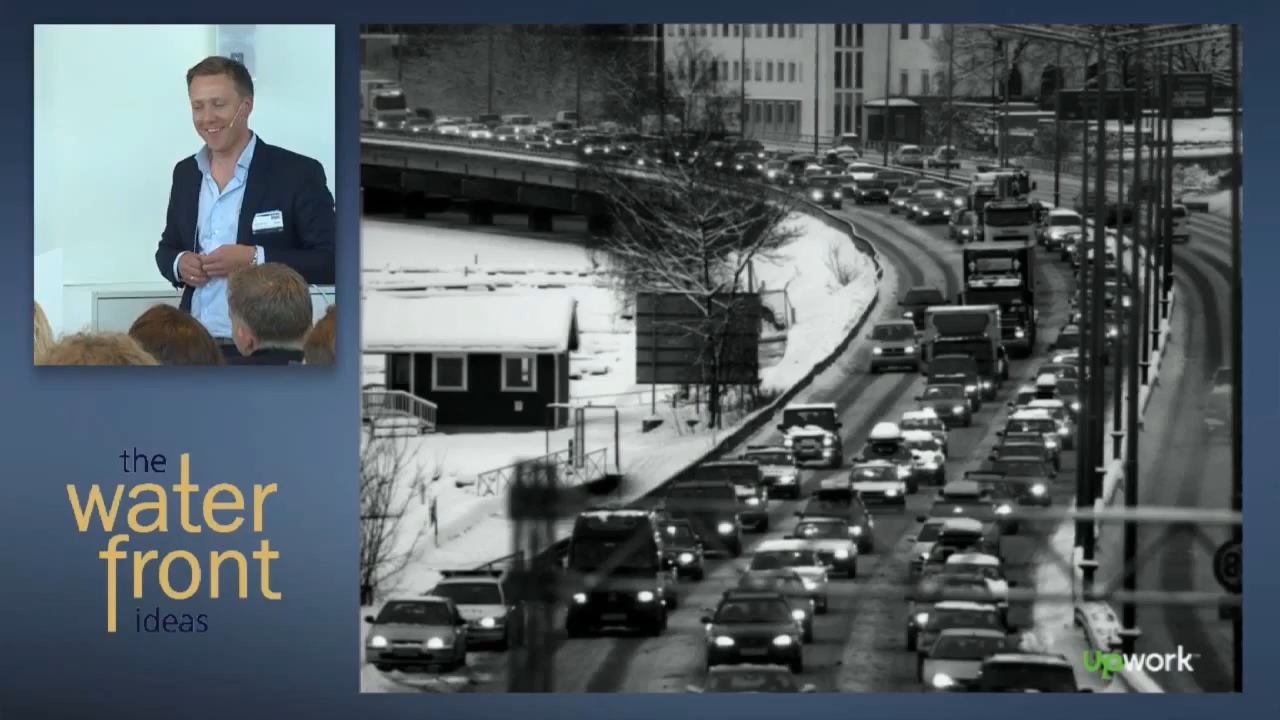 the
water
front
ideas
upwork